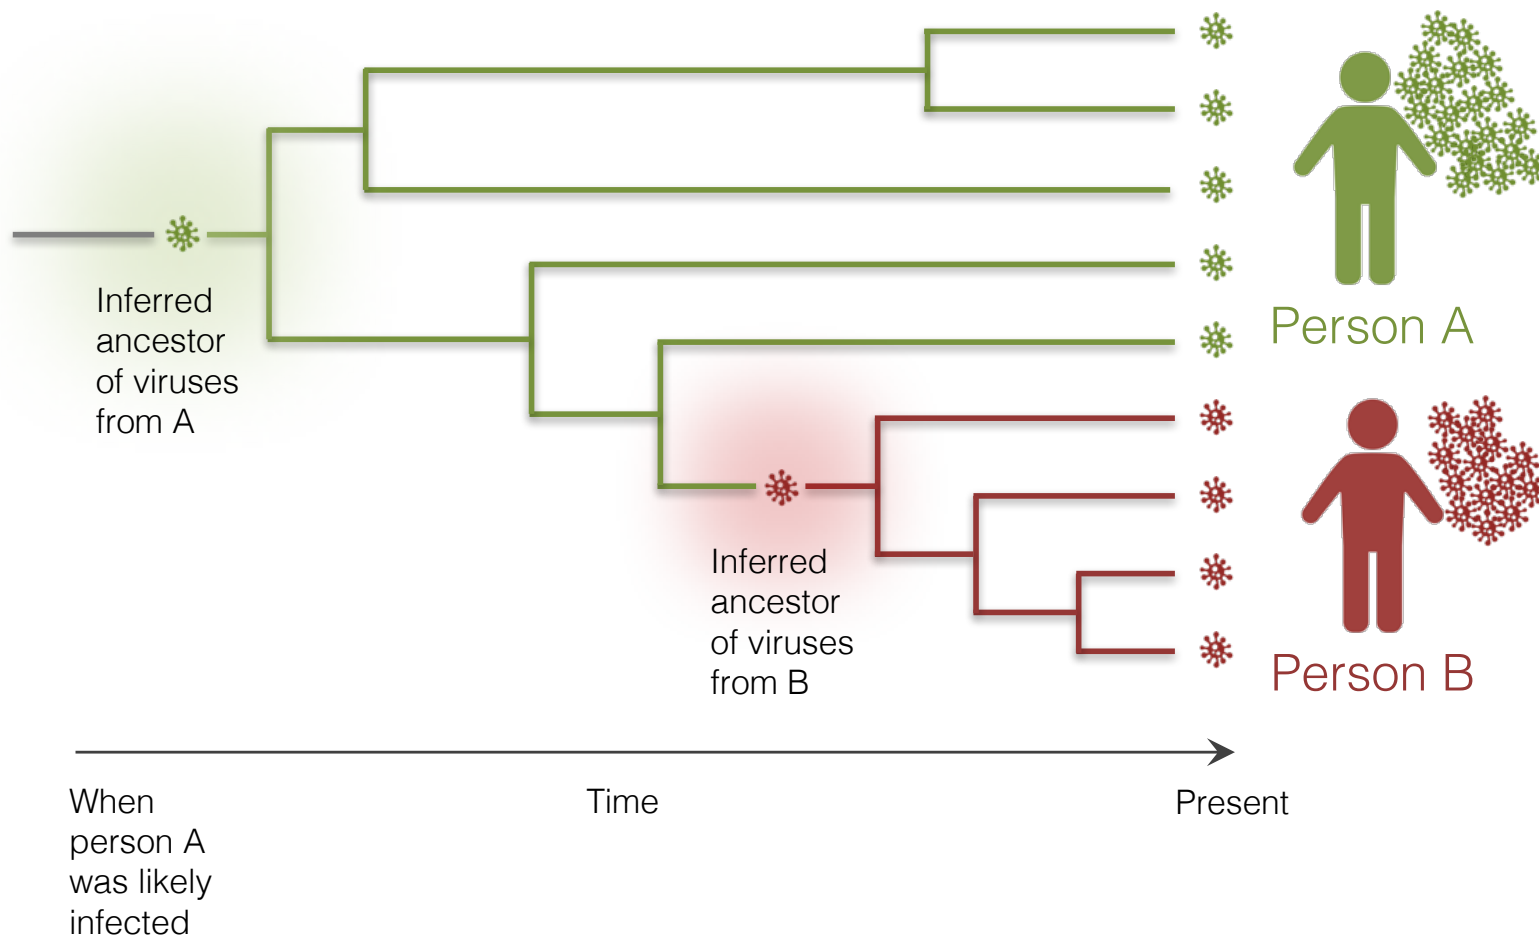 Inferred
ancestor
of viruses
from A
Person A
Inferred
ancestor
of viruses
from B
Person B
When
person A
was likely
infected
Time
Present